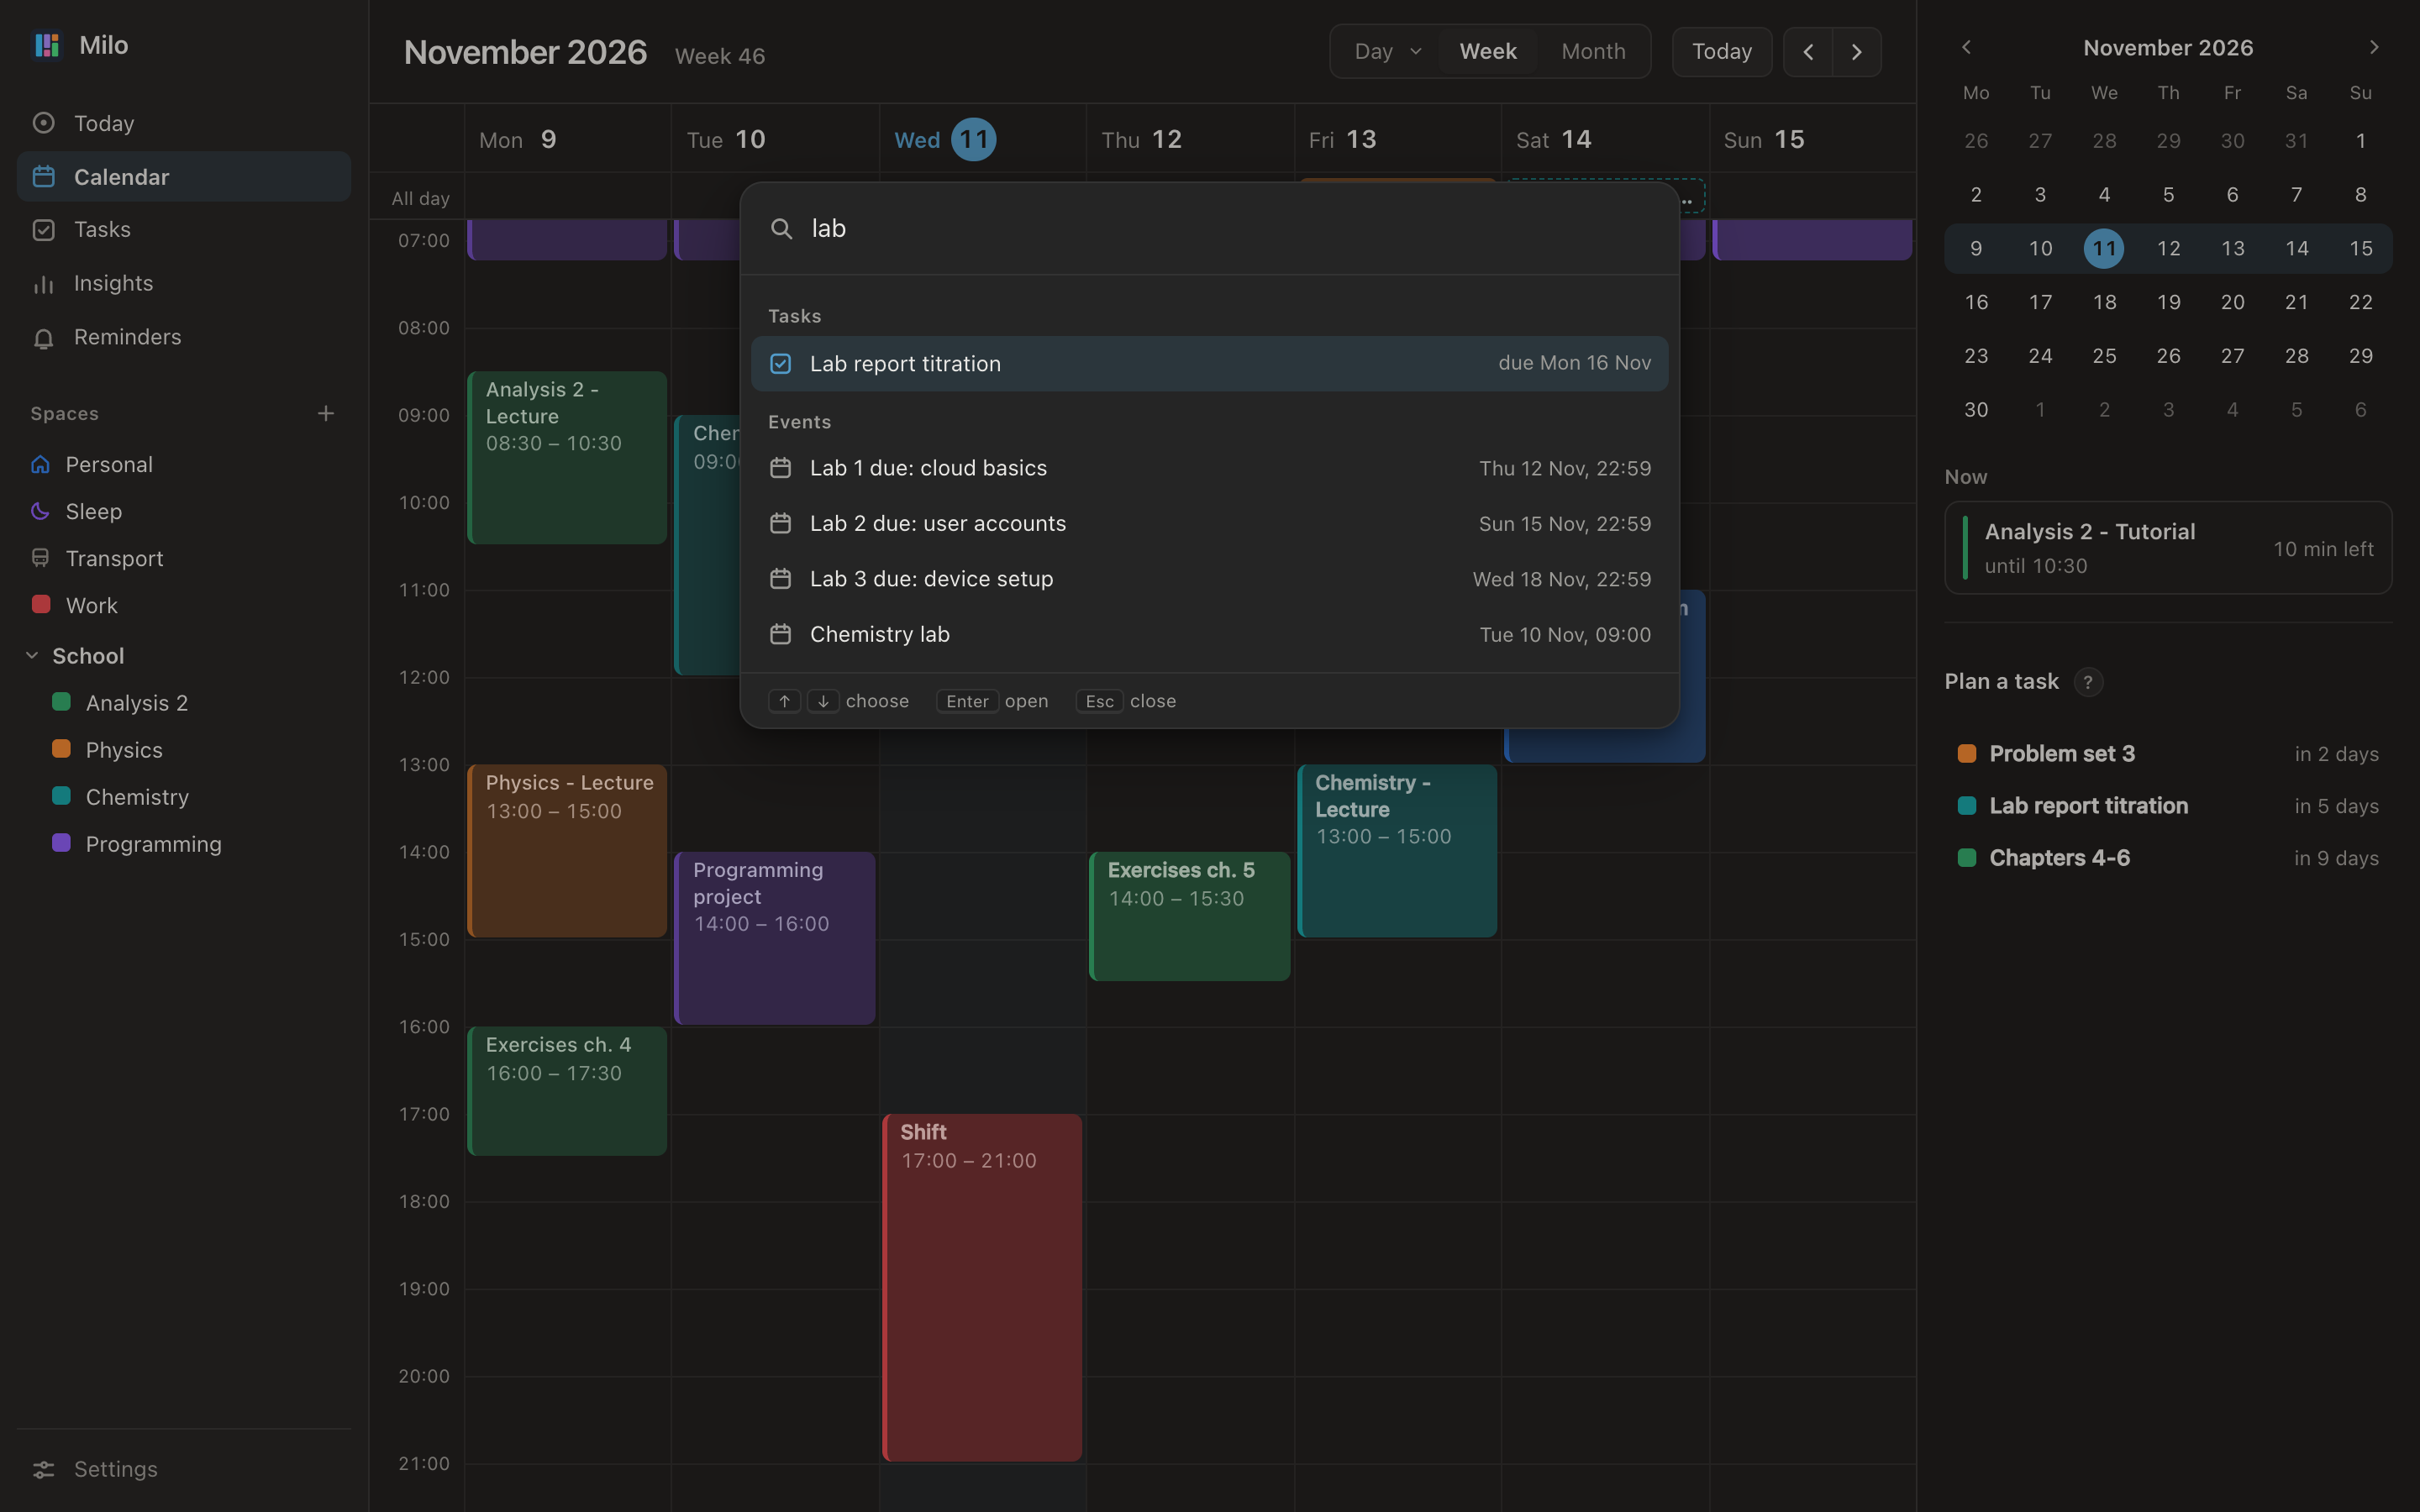 Milo
Today
Calendar
Tasks
Insights
Reminders
Spaces
Personal
Sleep
Transport
Work
School
Analysis 2
Physics
Chemistry
Programming
Settings
November 2026 Week 46
Day Week Month Today
Mon 9 Tue 10 Wed 11 Thu 12 Fri 13 Sat 14 Sun 15
All day
07:00
08:00
09:00
10:00
11:00
12:00
13:00
14:00
15:00
16:00
17:00
18:00
19:00
20:00
21:00
Analysis 2 -
Lecture
08:30 – 10:30
Physics - Lecture
13:00 – 15:00
Exercises ch. 4
16:00 – 17:30
Programming
project
14:00 – 16:00
Shift
17:00 – 21:00
Exercises ch. 5
14:00 – 15:30
Chemistry -
Lecture
13:00 – 15:00
lab
Tasks
Lab report titration due Mon 16 Nov
Events
Lab 1 due: cloud basics Thu 12 Nov, 22:59
Lab 2 due: user accounts Sun 15 Nov, 22:59
Lab 3 due: device setup Wed 18 Nov, 22:59
Chemistry lab Tue 10 Nov, 09:00
↑ ↓ choose Enter open Esc close
November 2026
Mo Tu We Th Fr Sa Su
26 27 28 29 30 31 1
2 3 4 5 6 7 8
9 10 11 12 13 14 15
16 17 18 19 20 21 22
23 24 25 26 27 28 29
30 1 2 3 4 5 6
Now
Analysis 2 - Tutorial
until 10:30
10 min left
Plan a task ?
Problem set 3 in 2 days
Lab report titration in 5 days
Chapters 4-6 in 9 days